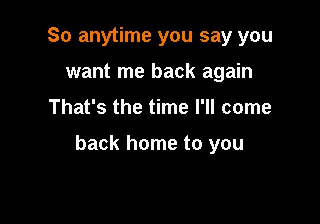 So anytime you say you
want me back again
That's the time I'll come
back home to you